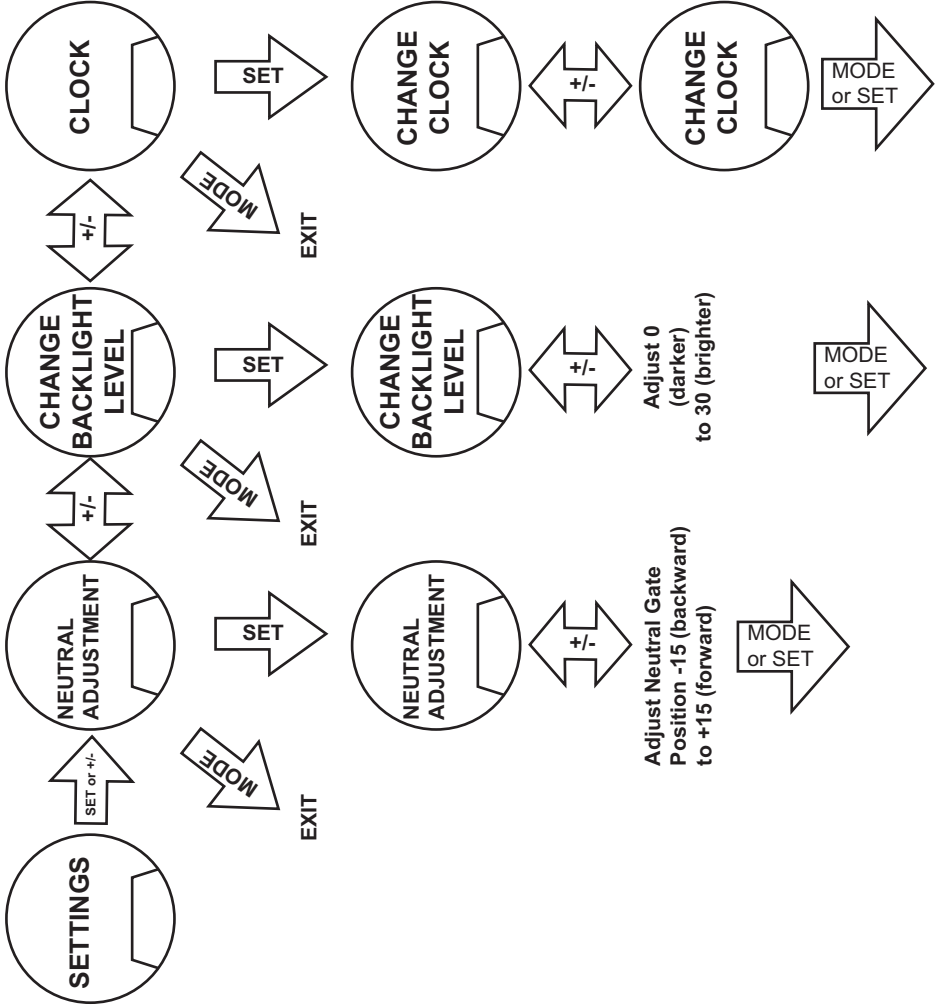 SETTINGS
SET or +/-
NEUTRAL
ADJUSTMENT
+/-
CHANGE
BACKLIGHT
LEVEL
+/-
CLOCK
MODE
EXIT
SET
MODE
EXIT
SET
MODE
EXIT
SET
NEUTRAL
ADJUSTMENT
CHANGE
BACKLIGHT
LEVEL
CHANGE
CLOCK
+/-
+/-
+/-
Adjust Neutral Gate
Position -15 (backward)
to +15 (forward)
Adjust 0
(darker)
to 30 (brighter)
CHANGE
CLOCK
MODE
or SET
MODE
or SET
MODE
or SET